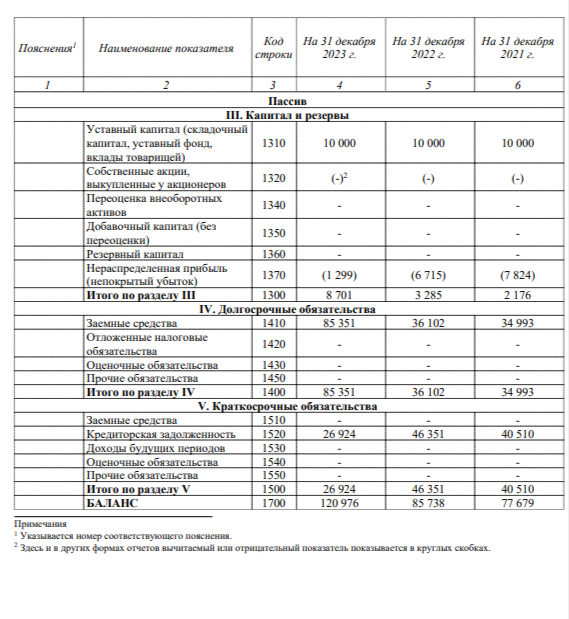 Пояснения¹ Наименование показателя Код строки На 31 декабря 2023 г. На 31 декабря 2022 г. На 31 декабря 2021 г.
1 2 3 4 5 6
Пассив
III. Капитал и резервы
Уставный капитал (складочный
капитал, уставный фонд, 1310 10 000 10 000 10 000
вклады товарищей)
Собственные акции,
выкупленные у акционеров 1320 (-)² (-) (-)
Переоценка внеоборотных
активов 1340 - - -
Добавочный капитал (без
переоценки) 1350 - - -
Резервный капитал 1360 - - -
Нераспределенная прибыль
(непокрытый убыток) 1370 (1 299) (6 715) (7 824)
Итого по разделу III 1300 8 701 3 285 2 176
IV. Долгосрочные обязательства
Заемные средства 1410 85 351 36 102 34 993
Отложенные налоговые
обязательства 1420 - - -
Оценочные обязательства 1430 - - -
Прочие обязательства 1450 - - -
Итого по разделу IV 1400 85 351 36 102 34 993
V. Краткосрочные обязательства
Заемные средства 1510 - - -
Кредиторская задолженность 1520 26 924 46 351 40 510
Доходы будущих периодов 1530 - - -
Оценочные обязательства 1540 - - -
Прочие обязательства 1550 - - -
Итого по разделу V 1500 26 924 46 351 40 510
БАЛАНС 1700 120 976 85 738 77 679
Примечания
¹ Указывается номер соответствующего пояснения.
² Здесь и в других формах отчетов вычитаемый или отрицательный показатель показывается в круглых скобках.